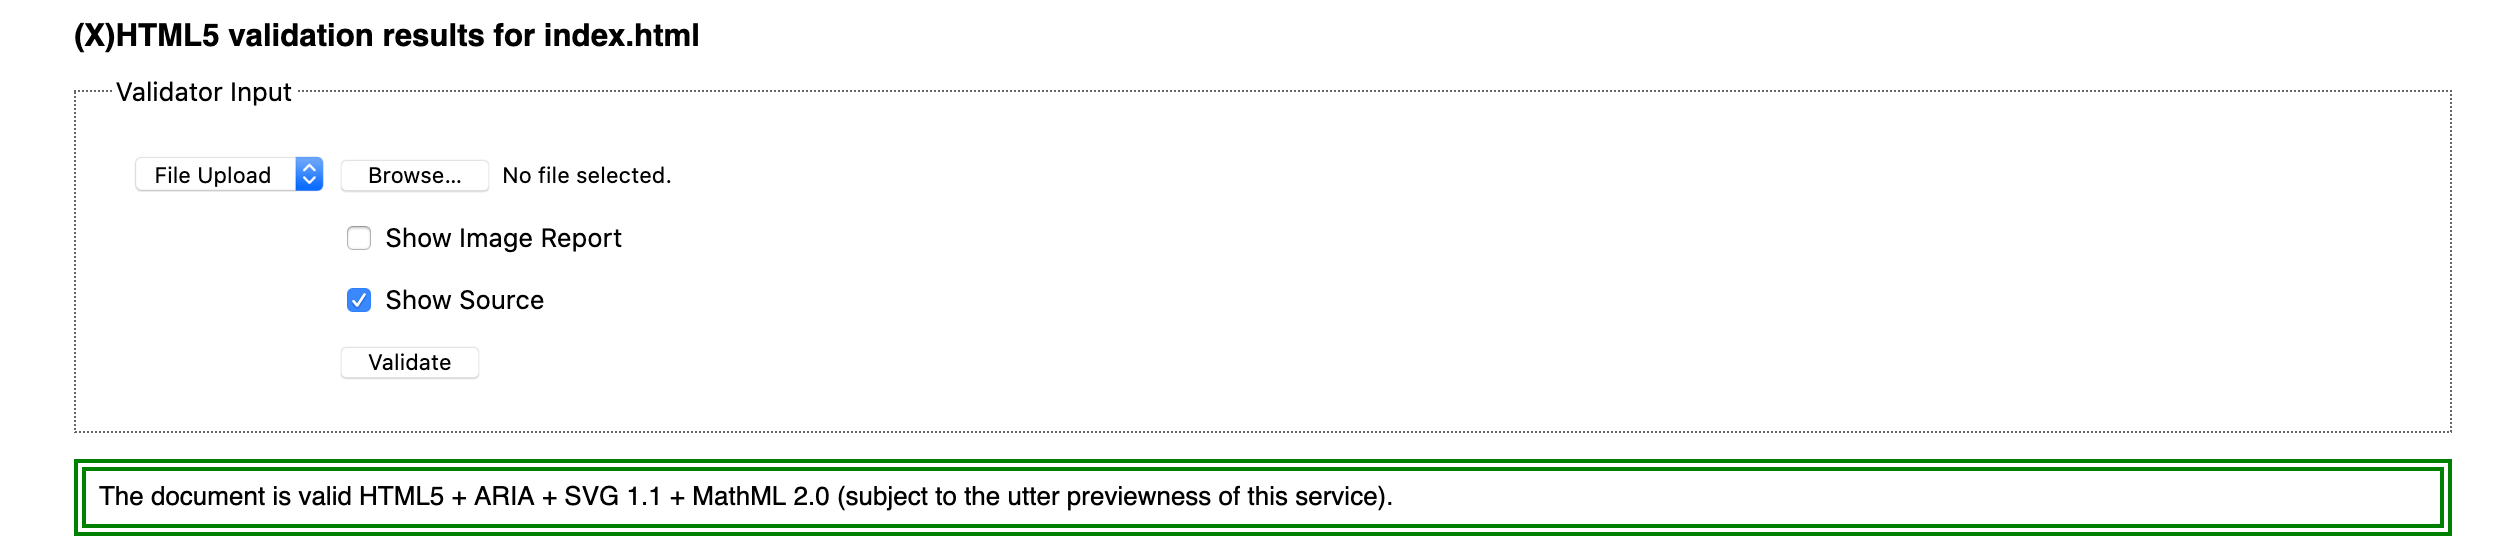 (X)HTML5 validation results for index.html
Validator Input
File Upload Browse... No file selected.
Show Image Report
Show Source
Validate
The document is valid HTML5 + ARIA + SVG 1.1 + MathML 2.0 (subject to the utter previewness of this service).